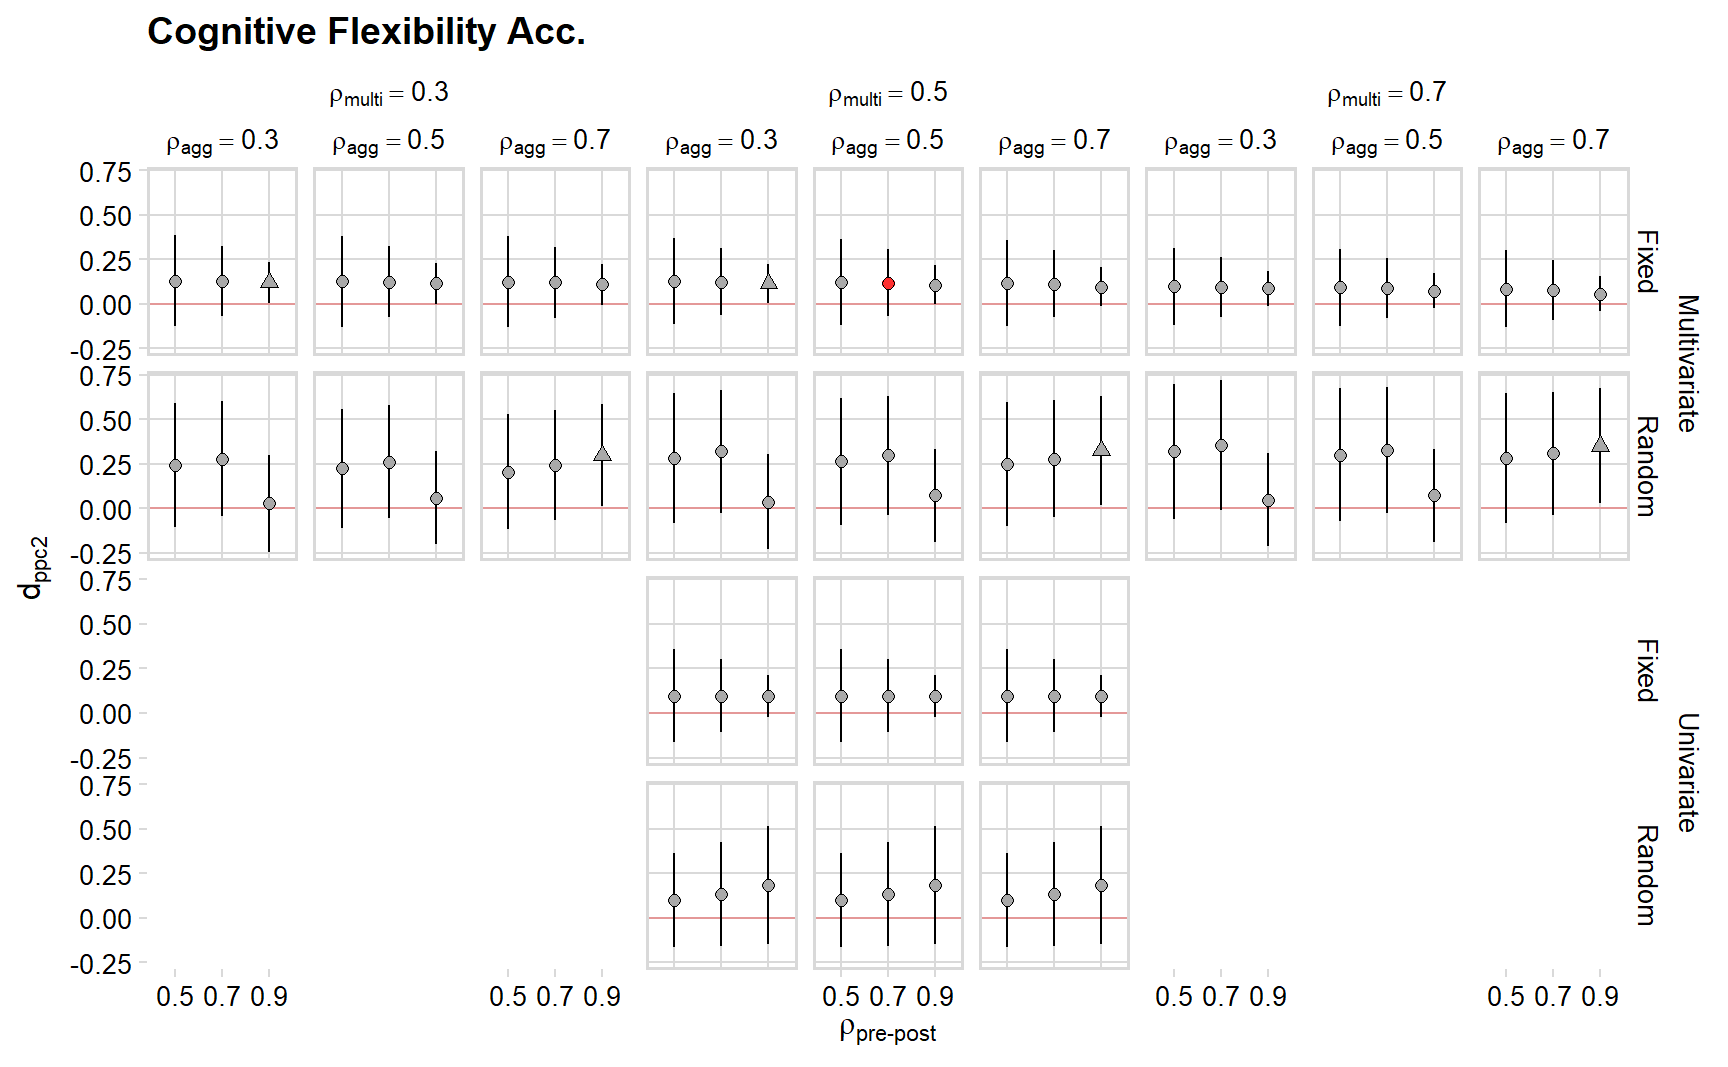 Cognitive Flexibility Acc.
ρmulti = 0.3 ρmulti = 0.5 ρmulti = 0.7
ρagg = 0.3 ρagg = 0.5 ρagg = 0.7 ρagg = 0.3 ρagg = 0.5 ρagg = 0.7 ρagg = 0.3 ρagg = 0.5 ρagg = 0.7
0.75
0.50
0.25
0.00
-0.25
Fixed
0.75
0.50
0.25
0.00
-0.25
Random
Multivariate
0.75
0.50
0.25
0.00
-0.25
Fixed
0.75
0.50
0.25
0.00
-0.25
Random
Univariate
dppc2
0.5 0.7 0.9 0.5 0.7 0.9 0.5 0.7 0.9 0.5 0.7 0.9 0.5 0.7 0.9
ρpre-post